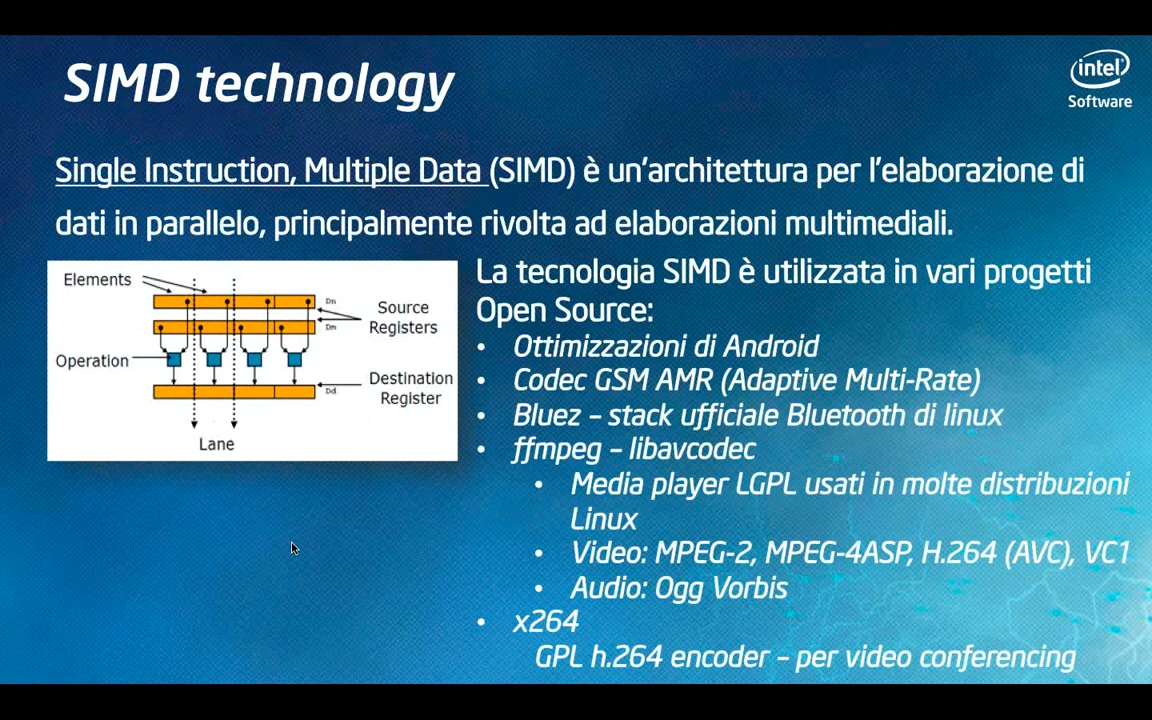 SIMD technology
intel
Software
Single Instruction, Multiple Data (SIMD) è un'architettura per l'elaborazione di
dati in parallelo, principalmente rivolta ad elaborazioni multimediali.
Elements
Dn
Source
Registers
Dm
Operation
Destination
Register
Dd
Lane
La tecnologia SIMD è utilizzata in vari progetti
Open Source:
• Ottimizzazioni di Android
• Codec GSM AMR (Adaptive Multi-Rate)
• Bluez – stack ufficiale Bluetooth di linux
• ffmpeg – libavcodec
• Media player LGPL usati in molte distribuzioni
Linux
• Video: MPEG-2, MPEG-4ASP, H.264 (AVC), VC1
• Audio: Ogg Vorbis
• x264
GPL h.264 encoder – per video conferencing